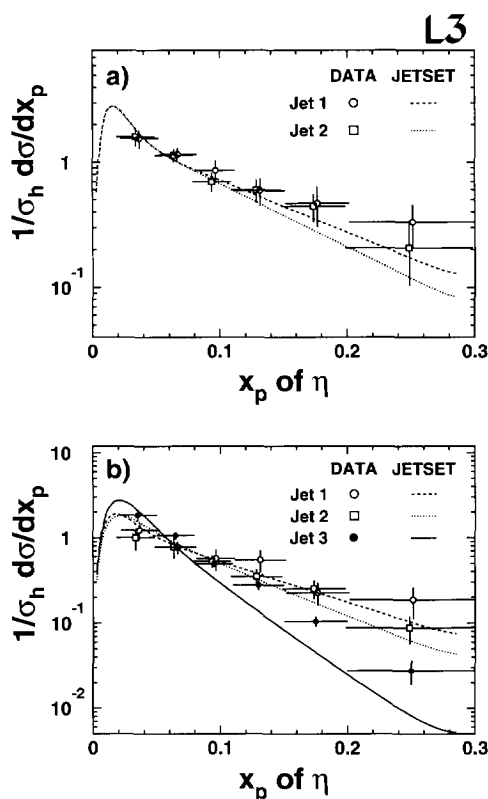 L3
a)
DATA JETSET
Jet 1
Jet 2
1/σh dσ/dxp
1
10⁻¹
0 0.1 0.2 0.3
xp of η
b)
DATA JETSET
Jet 1
Jet 2
Jet 3
1/σh dσ/dxp
10
1
10⁻¹
10⁻²
0 0.1 0.2 0.3
xp of η